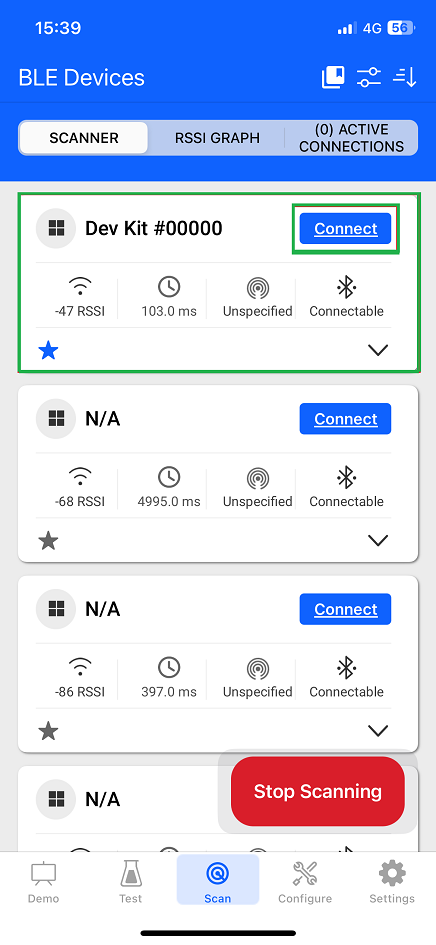 15:39
4G 56
BLE Devices
SCANNER
RSSI GRAPH
(0) ACTIVE
CONNECTIONS
Dev Kit #00000
Connect
-47 RSSI
103.0 ms
Unspecified
Connectable
N/A
Connect
-68 RSSI
4995.0 ms
Unspecified
Connectable
N/A
Connect
-86 RSSI
397.0 ms
Unspecified
Connectable
N/A
Stop Scanning
Demo
Test
Scan
Configure
Settings